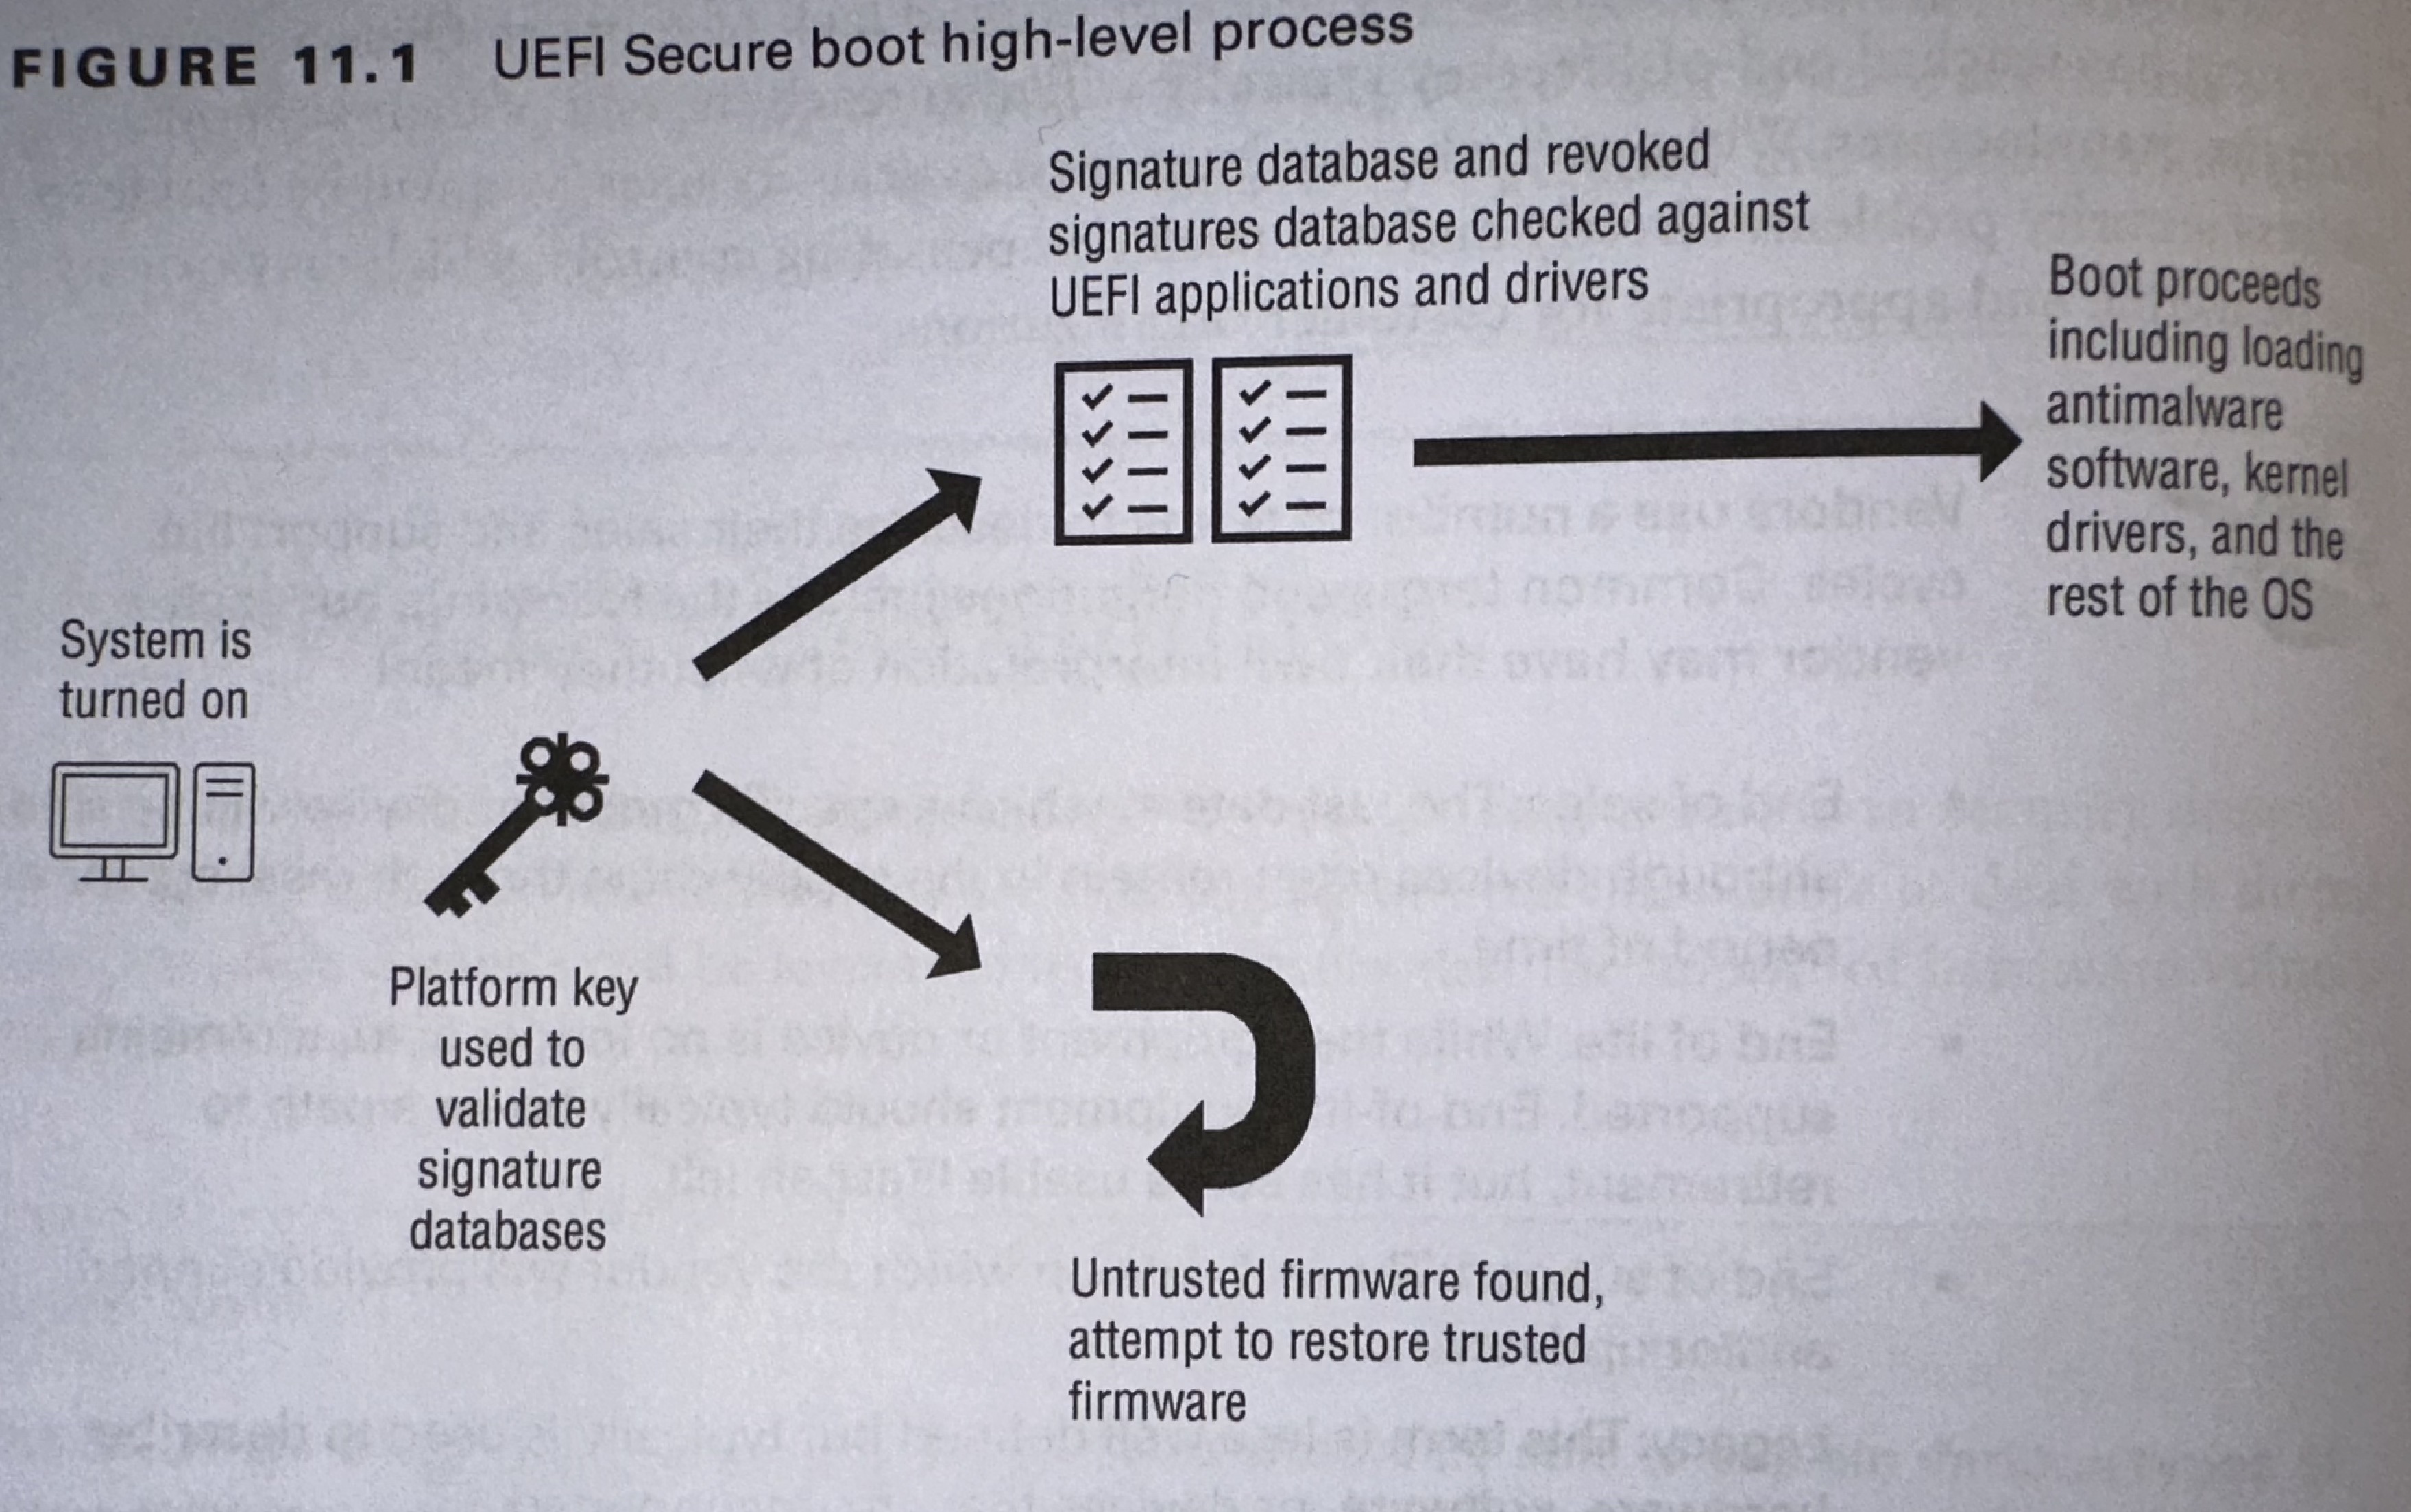 FIGURE 11.1 UEFI Secure boot high-level process
Signature database and revoked
signatures database checked against
UEFI applications and drivers
Boot proceeds
including loading
antimalware
software, kernel
drivers, and the
rest of the OS
System is
turned on
Platform key
used to
validate
signature
databases
Untrusted firmware found,
attempt to restore trusted
firmware